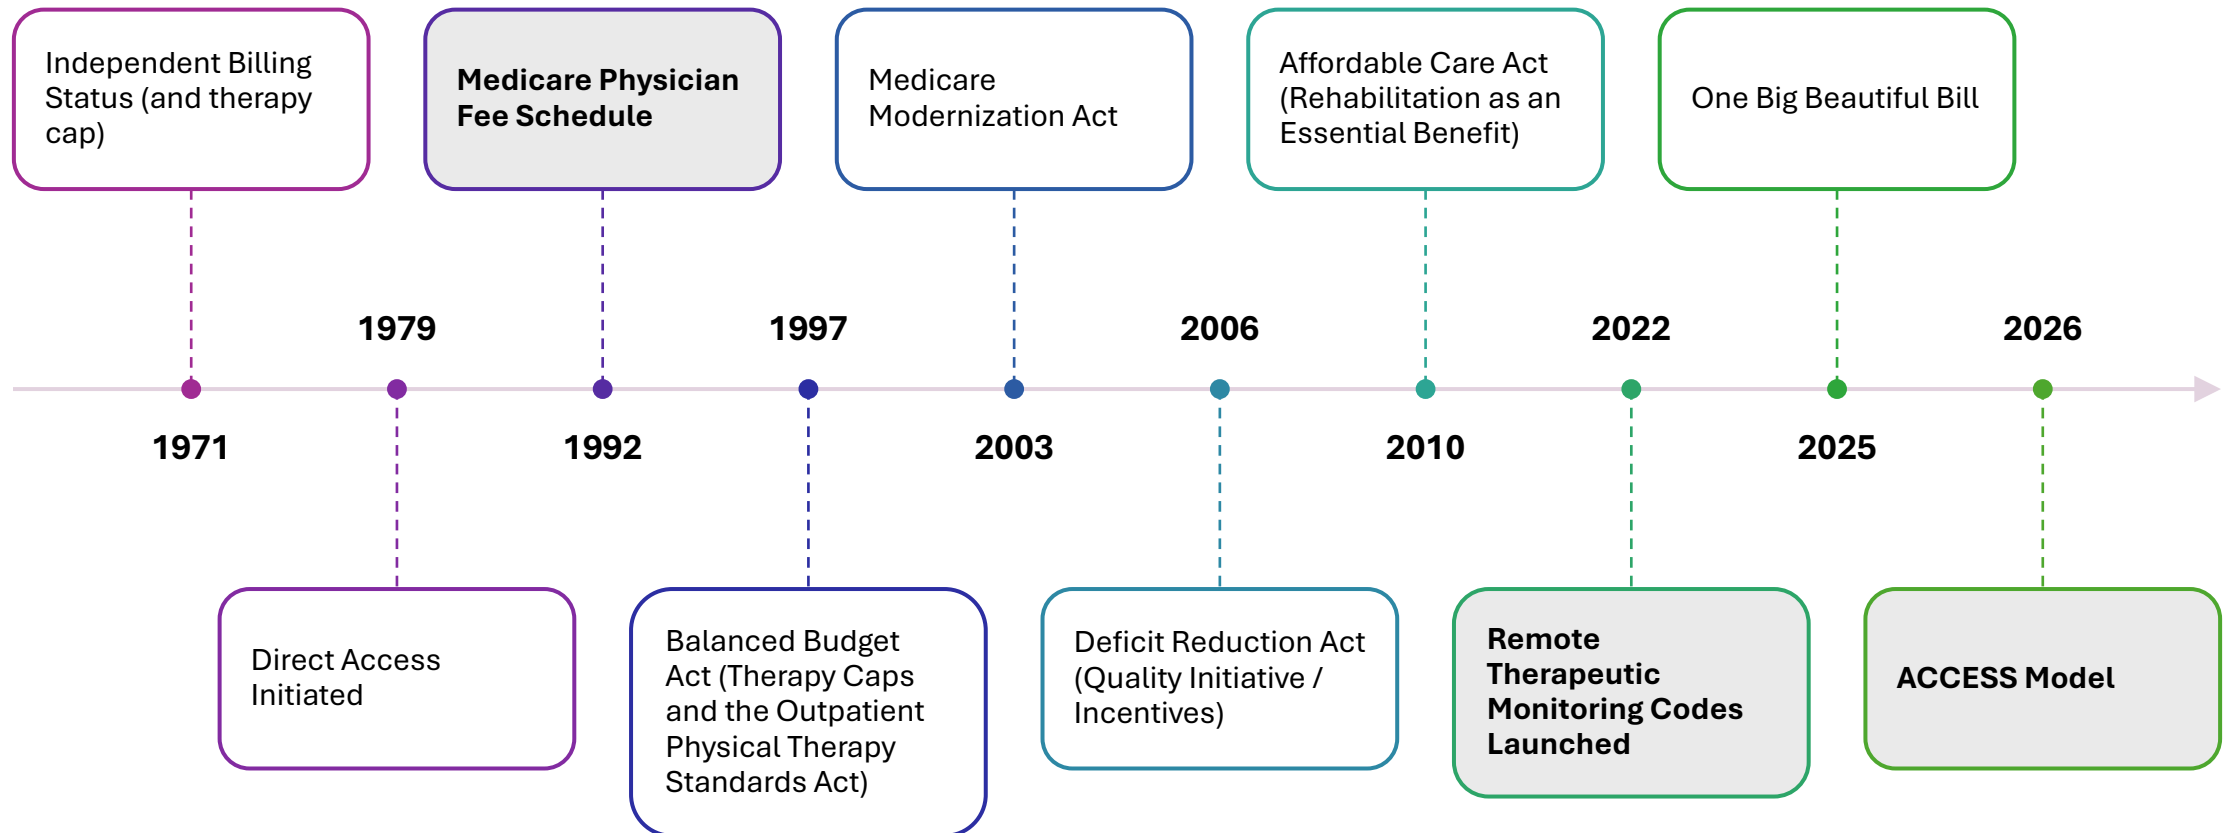 Independent Billing
Status (and therapy
cap)
Medicare Physician
Fee Schedule
Medicare
Modernization Act
Affordable Care Act
(Rehabilitation as an
Essential Benefit)
One Big Beautiful Bill
1979
1997
2006
2022
2026
1971
1992
2003
2010
2025
Direct Access
Initiated
Balanced Budget
Act (Therapy Caps
and the Outpatient
Physical Therapy
Standards Act)
Deficit Reduction Act
(Quality Initiative /
Incentives)
Remote
Therapeutic
Monitoring Codes
Launched
ACCESS Model